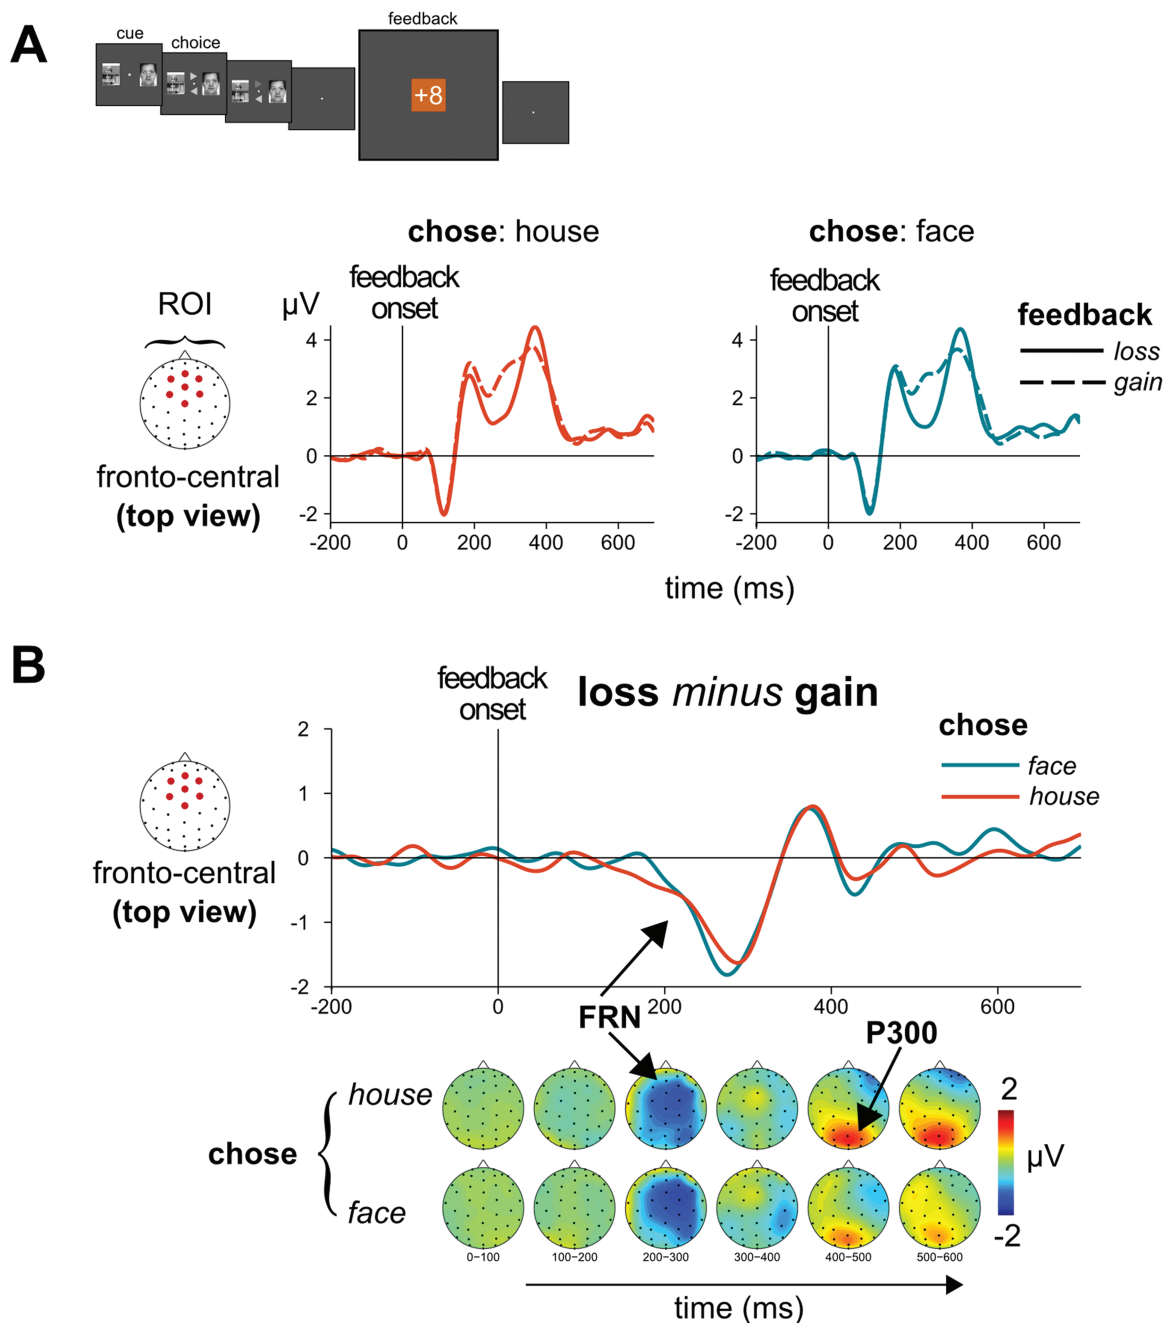 A
cue
choice
feedback
+8
chose: house
chose: face
feedback
onset
feedback
onset
ROI
µV
feedback
loss
gain
4
2
0
-2
-200
0
200
400
600
4
2
0
-2
-200
0
200
400
600
fronto-central
(top view)
time (ms)
B
feedback
onset
loss minus gain
chose
face
house
2
1
0
-1
-2
-200
0
200
400
600
fronto-central
(top view)
FRN
P300
chose
house
face
2
µV
-2
0−100
100−200
200−300
300−400
400−500
500−600
time (ms)